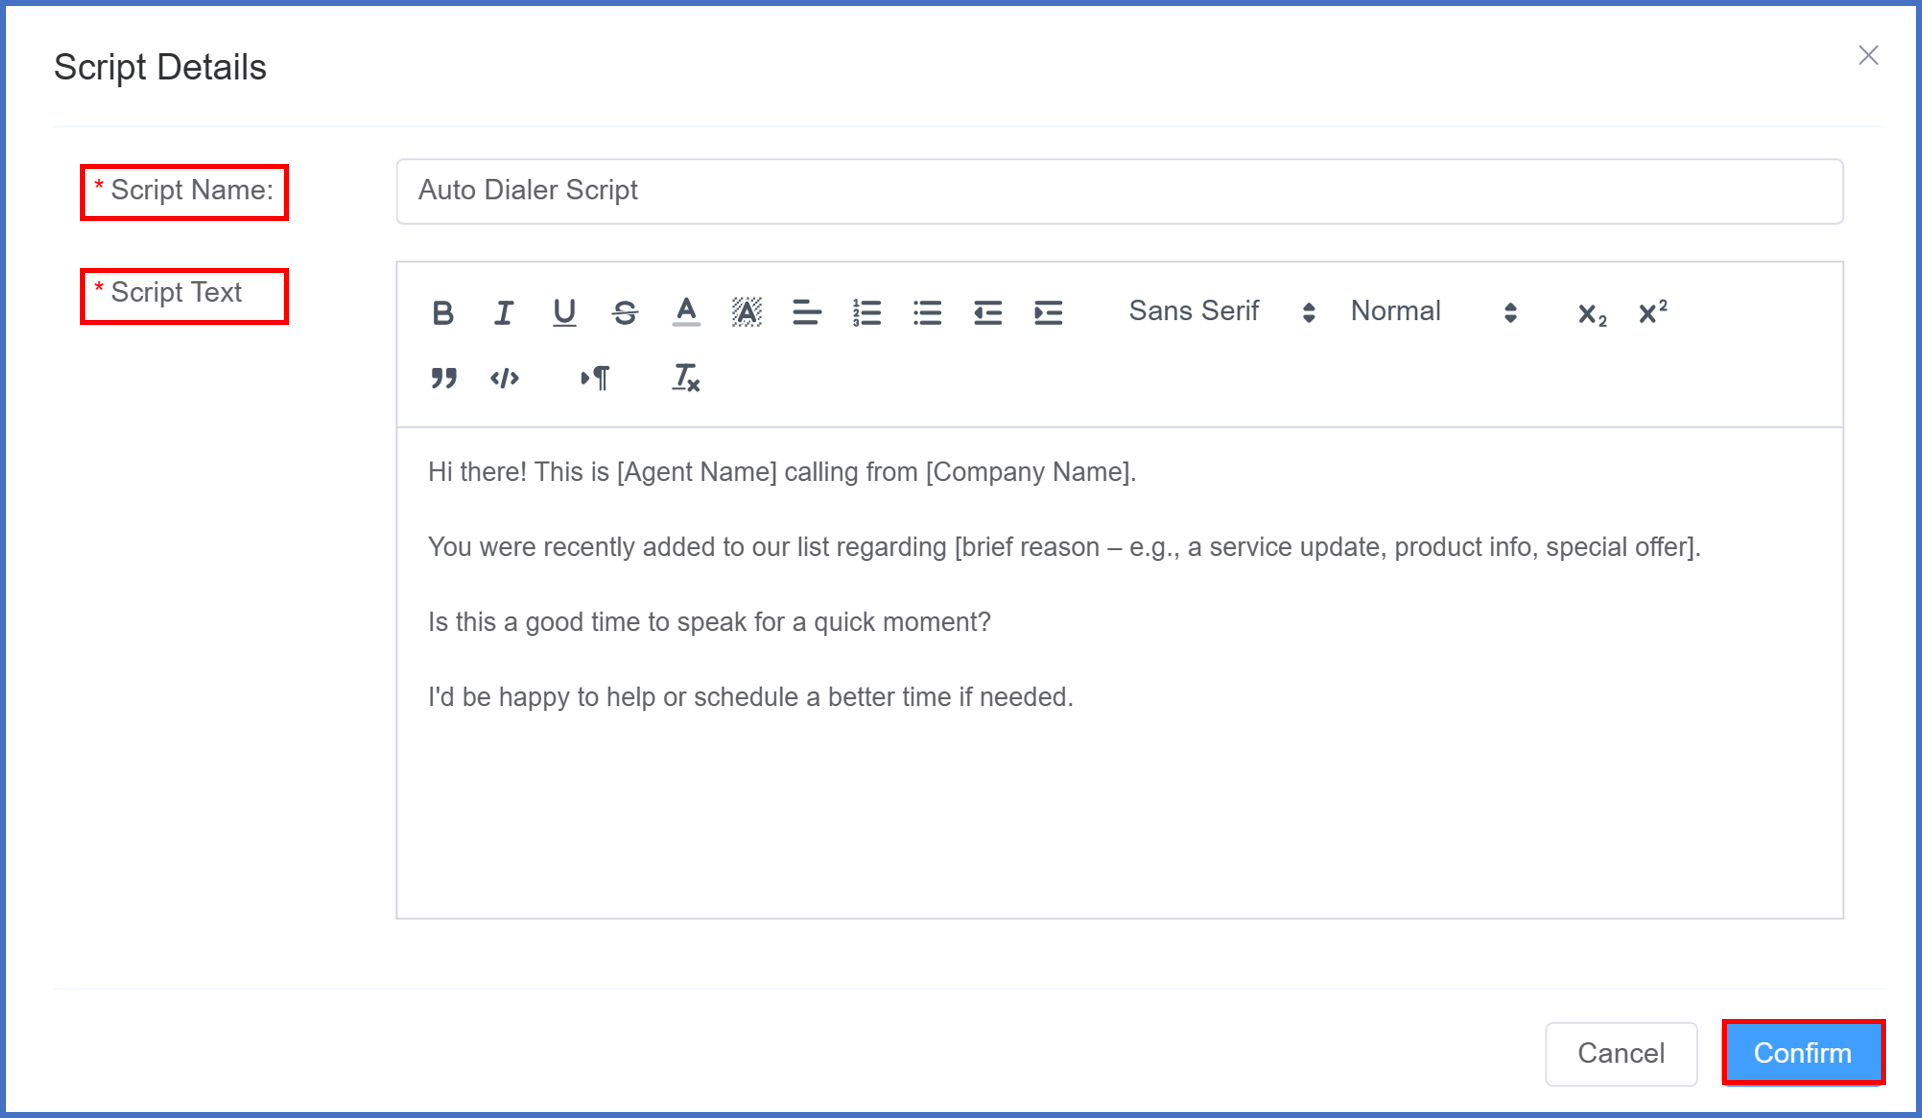 Script Details
* Script Name:
Auto Dialer Script
* Script Text
Sans Serif
Normal
Hi there! This is [Agent Name] calling from [Company Name].
You were recently added to our list regarding [brief reason – e.g., a service update, product info, special offer].
Is this a good time to speak for a quick moment?
I'd be happy to help or schedule a better time if needed.
Cancel
Confirm